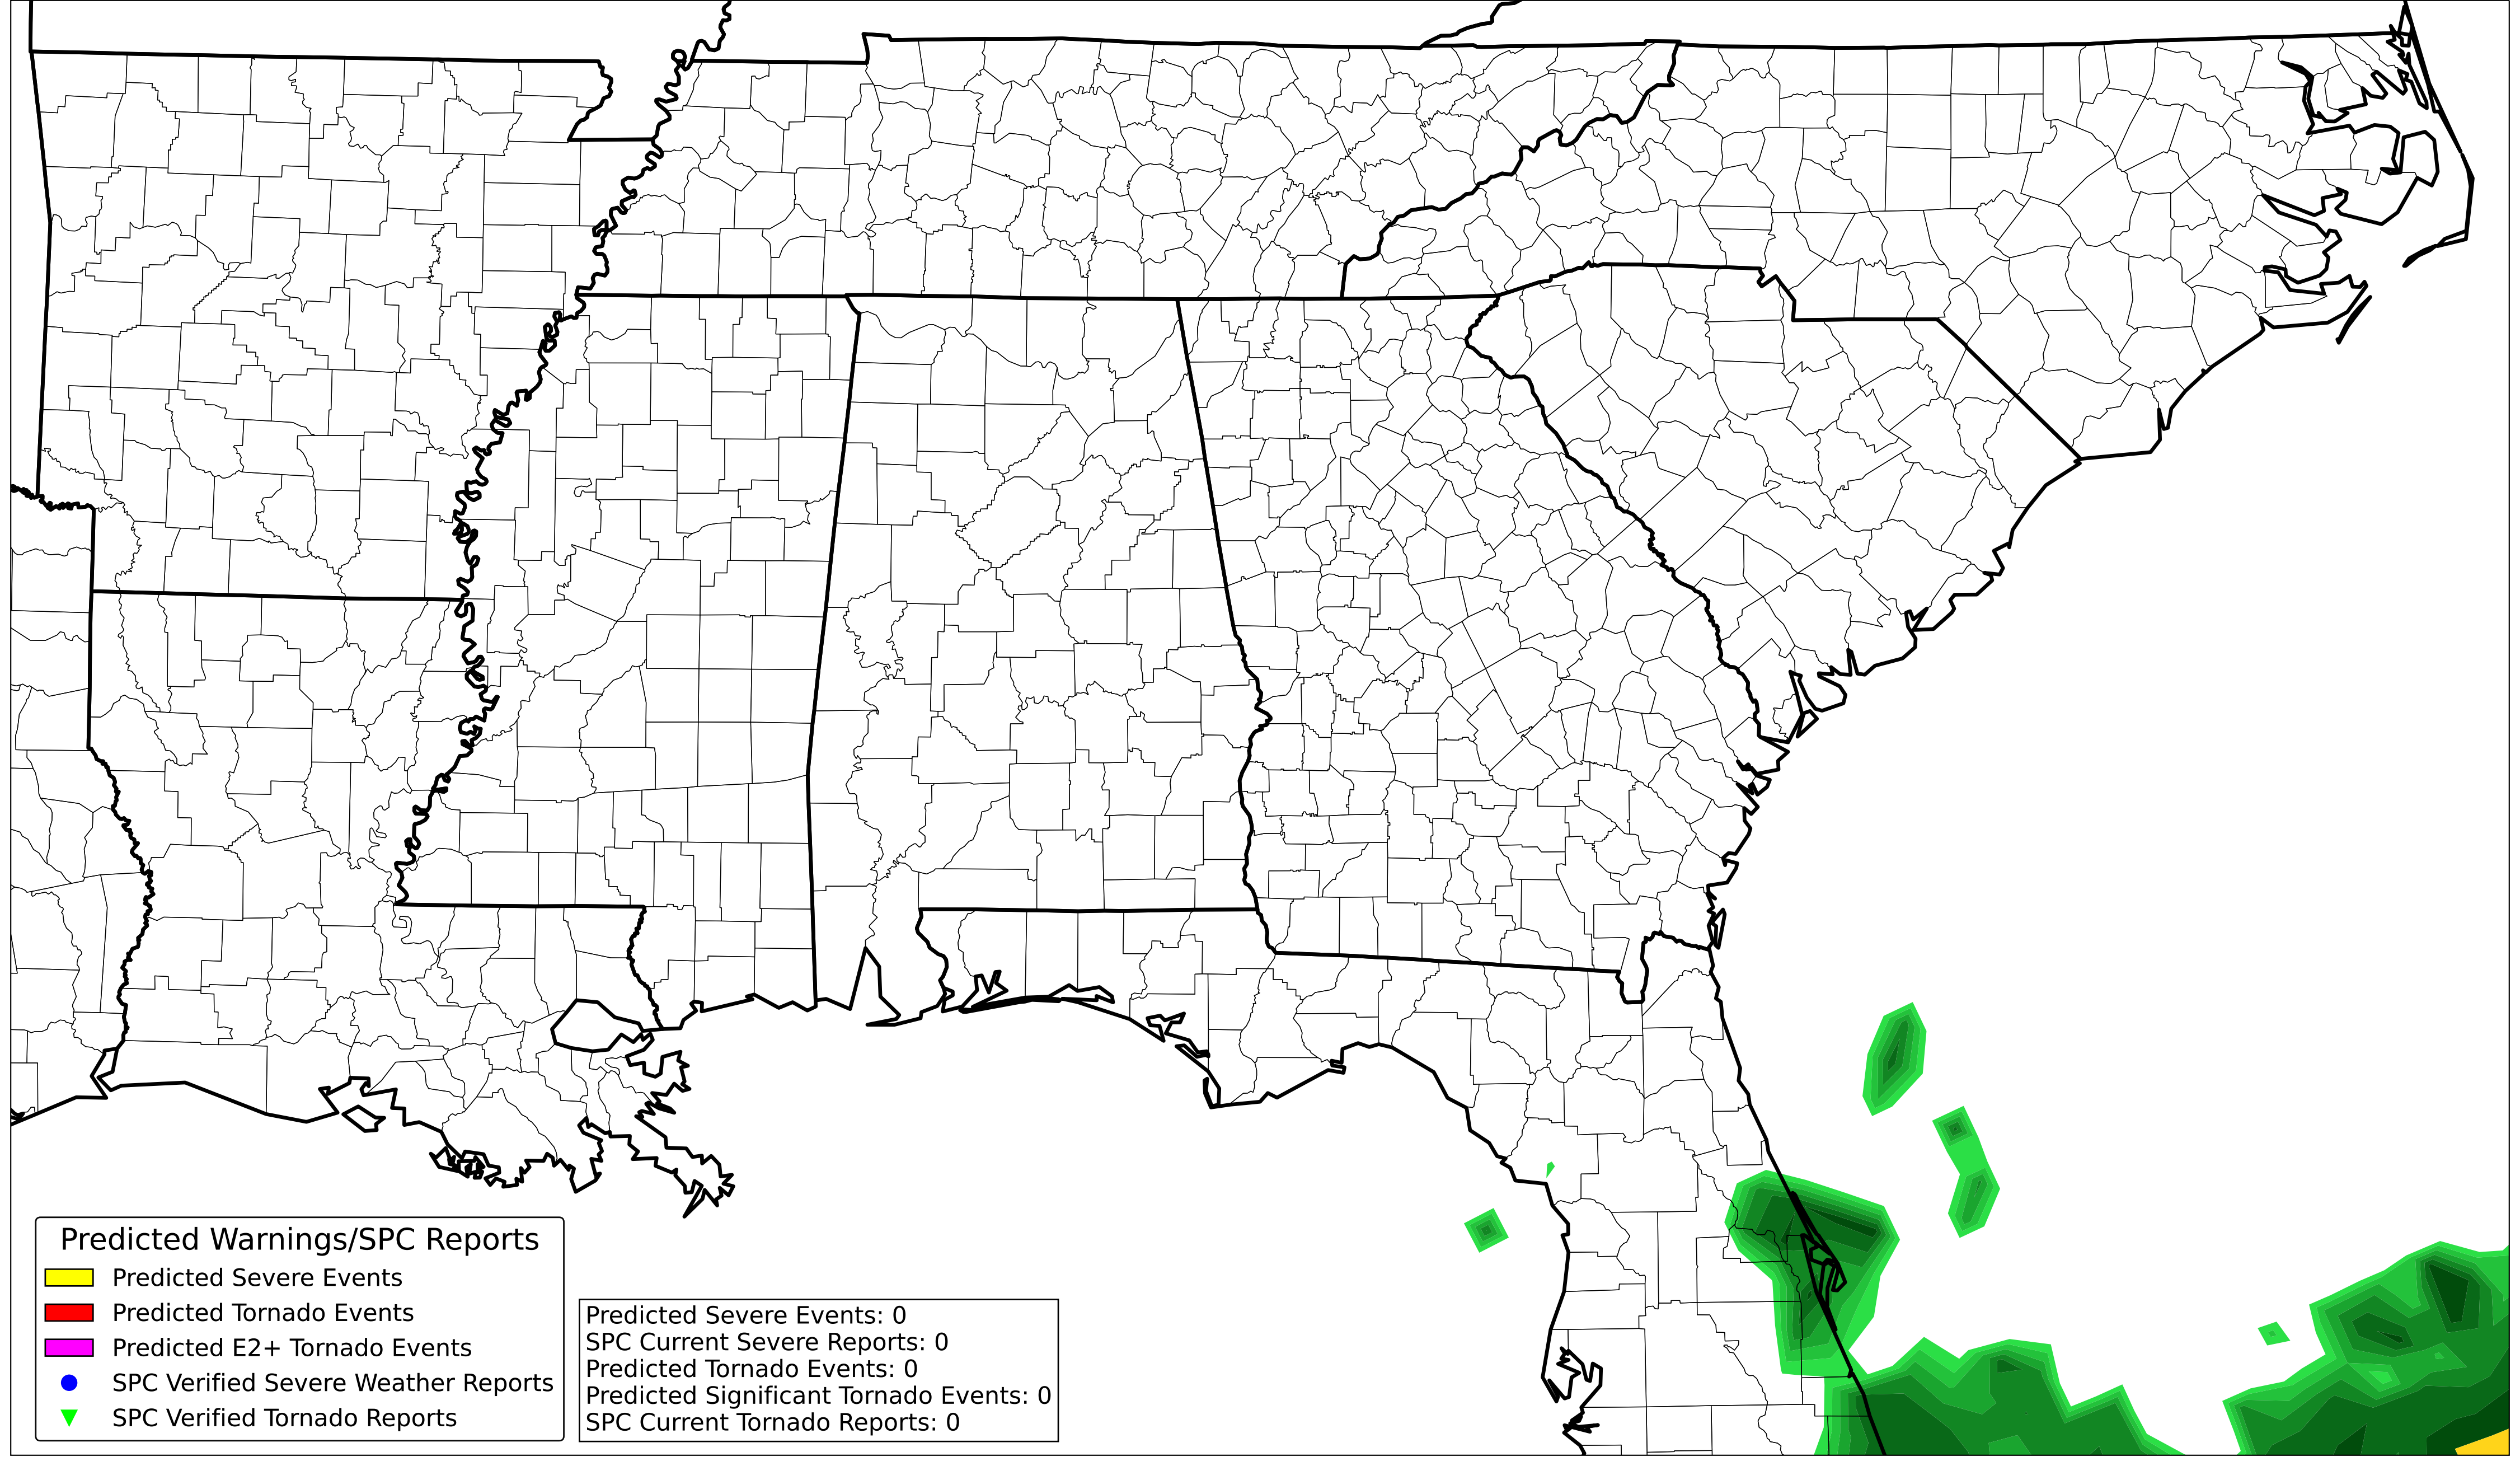 Predicted Warnings/SPC Reports
Predicted Severe Events
Predicted Tornado Events
Predicted E2+ Tornado Events
SPC Verified Severe Weather Reports
SPC Verified Tornado Reports
Predicted Severe Events: 0
SPC Current Severe Reports: 0
Predicted Tornado Events: 0
Predicted Significant Tornado Events: 0
SPC Current Tornado Reports: 0